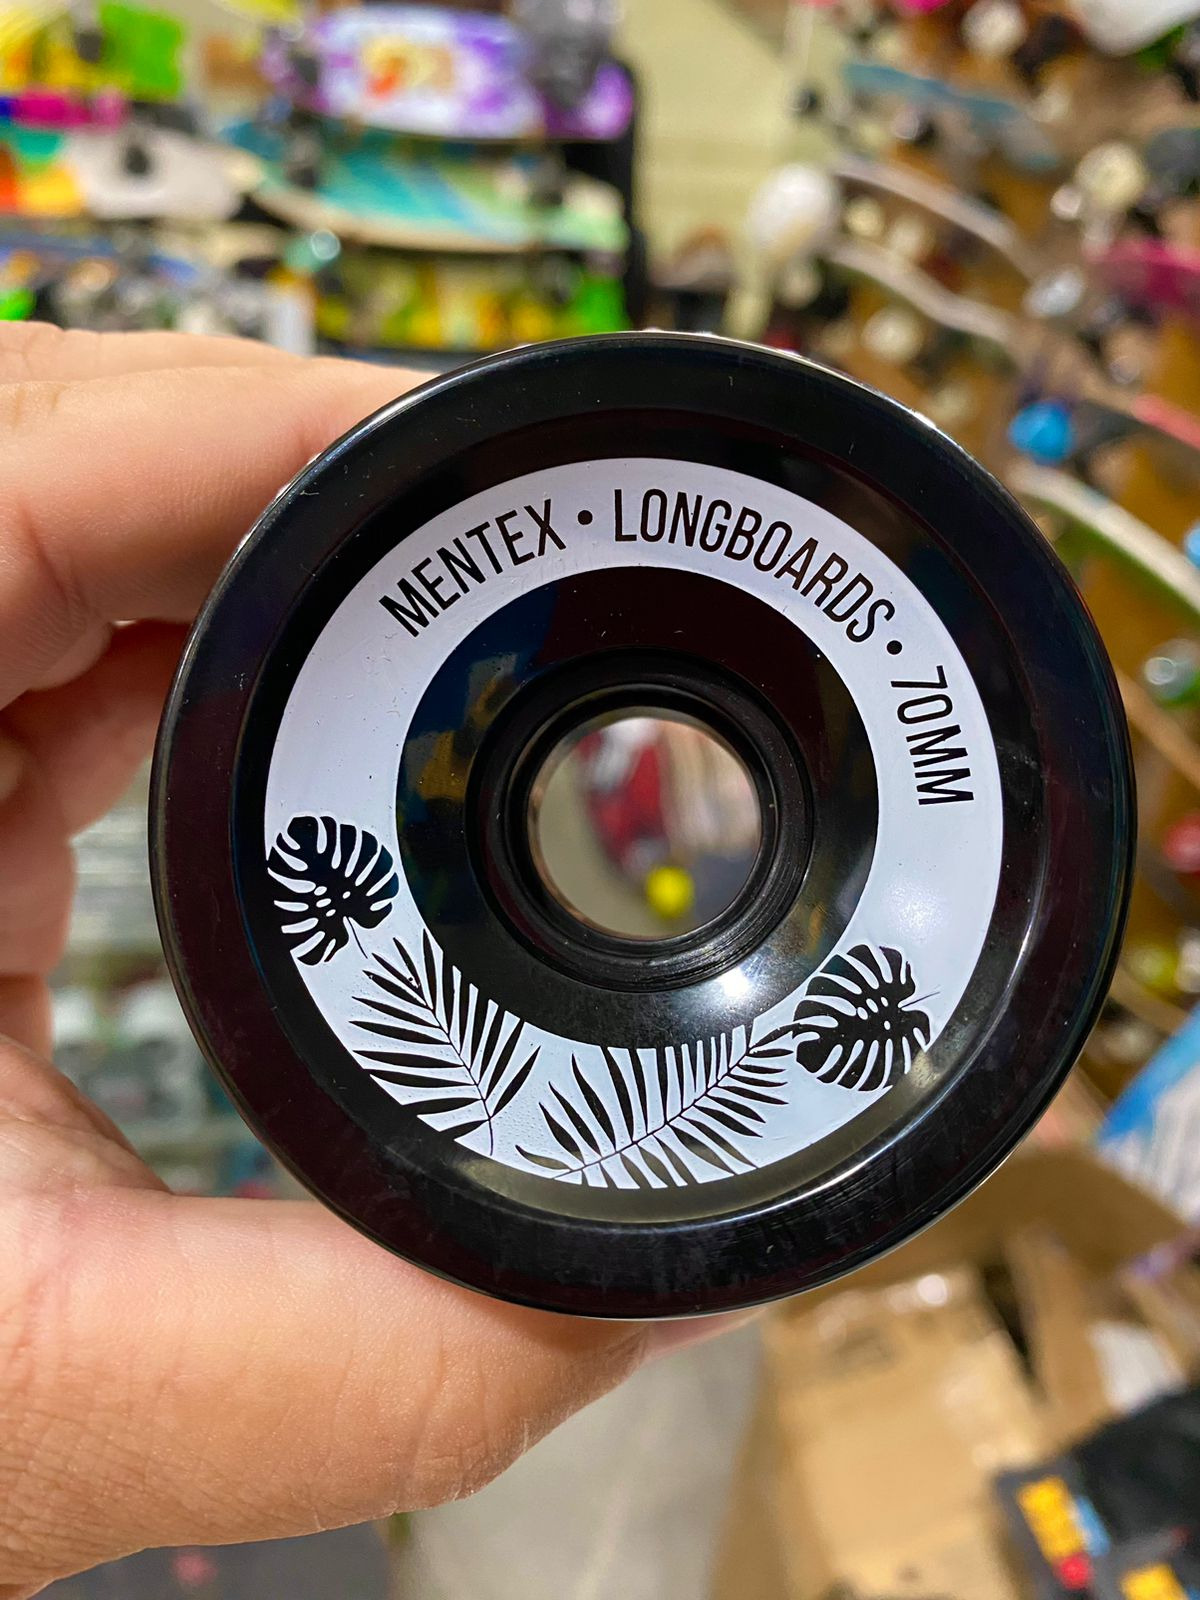 MENTEX • LONGBOARDS • 70MM